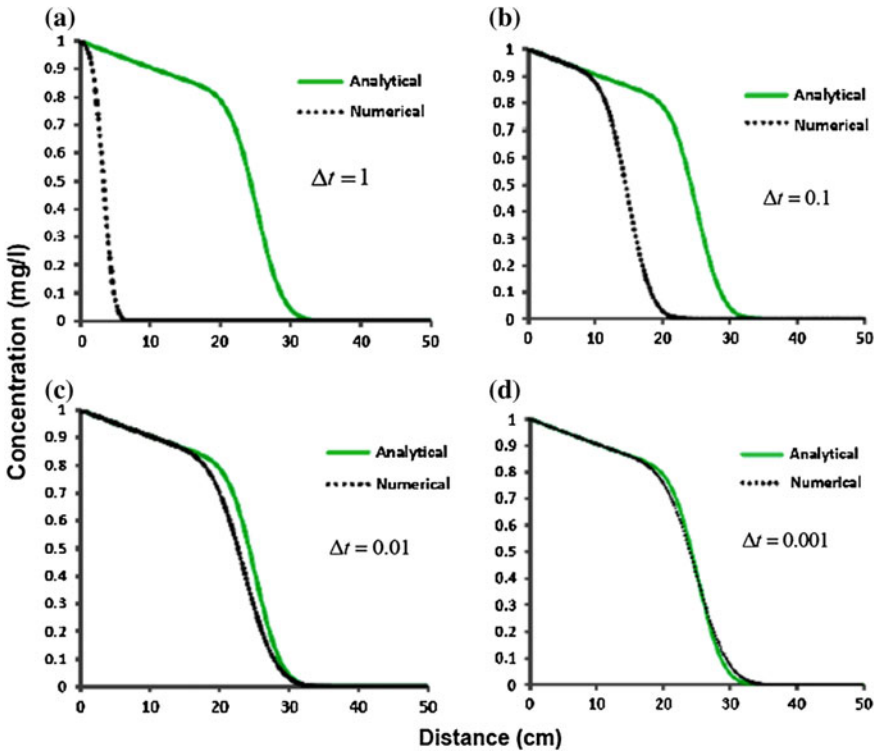 (a)
1
0.9
0.8
0.7
0.6
0.5
0.4
0.3
0.2
0.1
0
0 10 20 30 40 50
Analytical
Numerical
Δt = 1
(b)
1
0.9
0.8
0.7
0.6
0.5
0.4
0.3
0.2
0.1
0
0 10 20 30 40 50
Analytical
Numerical
Δt = 0.1
(c)
1
0.9
0.8
0.7
0.6
0.5
0.4
0.3
0.2
0.1
0
0 10 20 30 40 50
Analytical
Numerical
Δt = 0.01
(d)
1
0.9
0.8
0.7
0.6
0.5
0.4
0.3
0.2
0.1
0
0 10 20 30 40 50
Analytical
Numerical
Δt = 0.001
Concentration (mg/l)
Distance (cm)